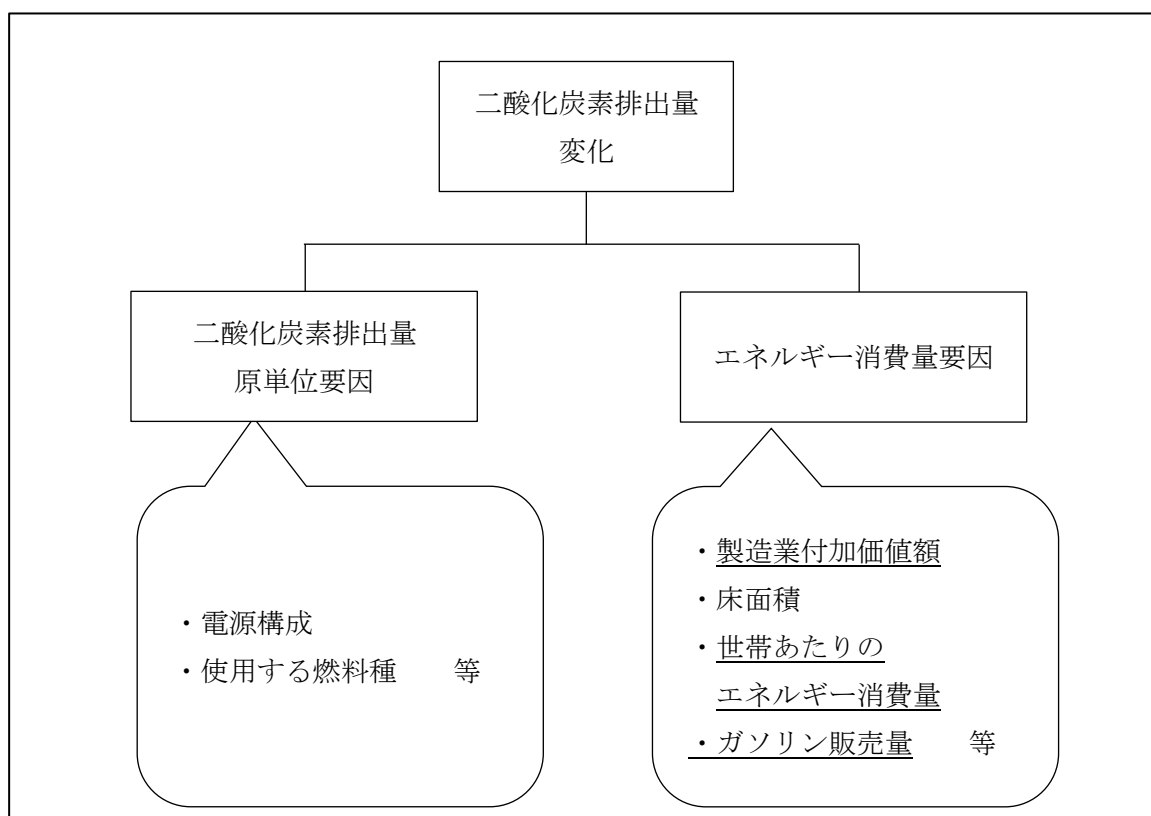 二酸化炭素排出量
変化
二酸化炭素排出量
原単位要因
エネルギー消費量要因
・電源構成
・使用する燃料種　　等
・製造業付加価値額
・床面積
・世帯あたりの
エネルギー消費量
・ガソリン販売量　　等